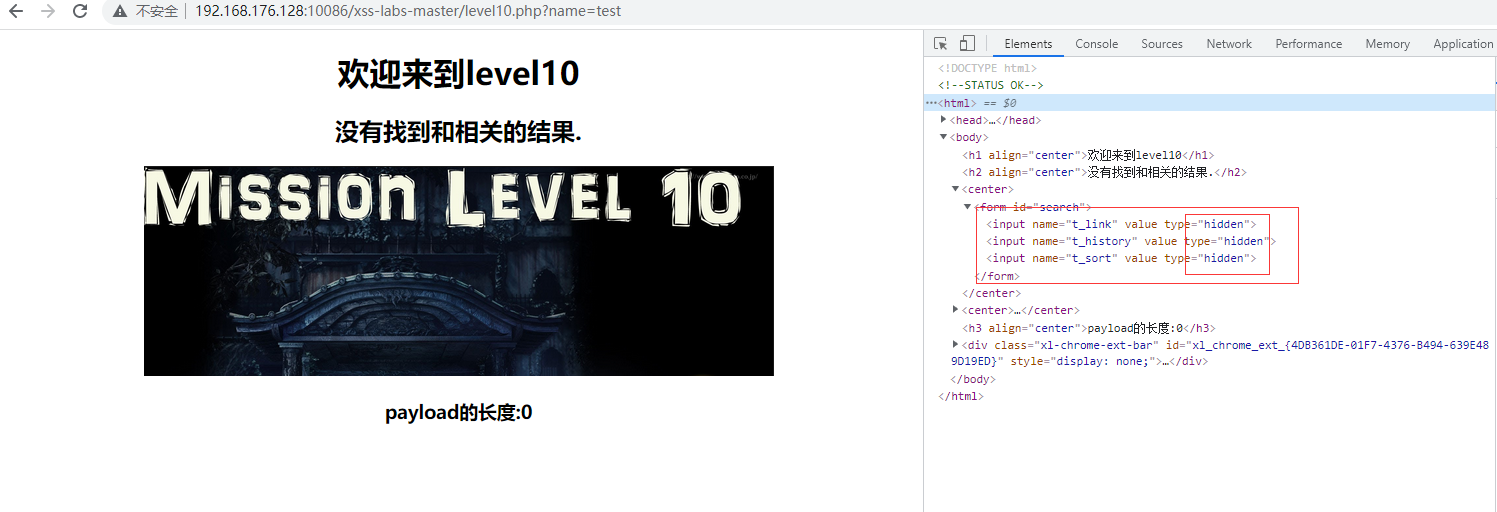 不安全 192.168.176.128:10086/xss-labs-master/level10.php?name=test
欢迎来到level10
没有找到和相关的结果.
Mission Level 10
payload的长度:0
Elements Console Sources Network Performance Memory Application
<!DOCTYPE html>
<!--STATUS OK-->
…<html> == $0
<head>…</head>
<body>
<h1 align="center">欢迎来到level10</h1>
<h2 align="center">没有找到和相关的结果.</h2>
<center>
<form id="search">
<input name="t_link" value type="hidden">
<input name="t_history" value type="hidden">
<input name="t_sort" value type="hidden">
</form>
</center>
<center>…</center>
<h3 align="center">payload的长度:0</h3>
<div class="xl-chrome-ext-bar" id="xl_chrome_ext_{4DB361DE-01F7-4376-B494-639E48
9D19ED}" style="display: none;">…</div>
</body>
</html>